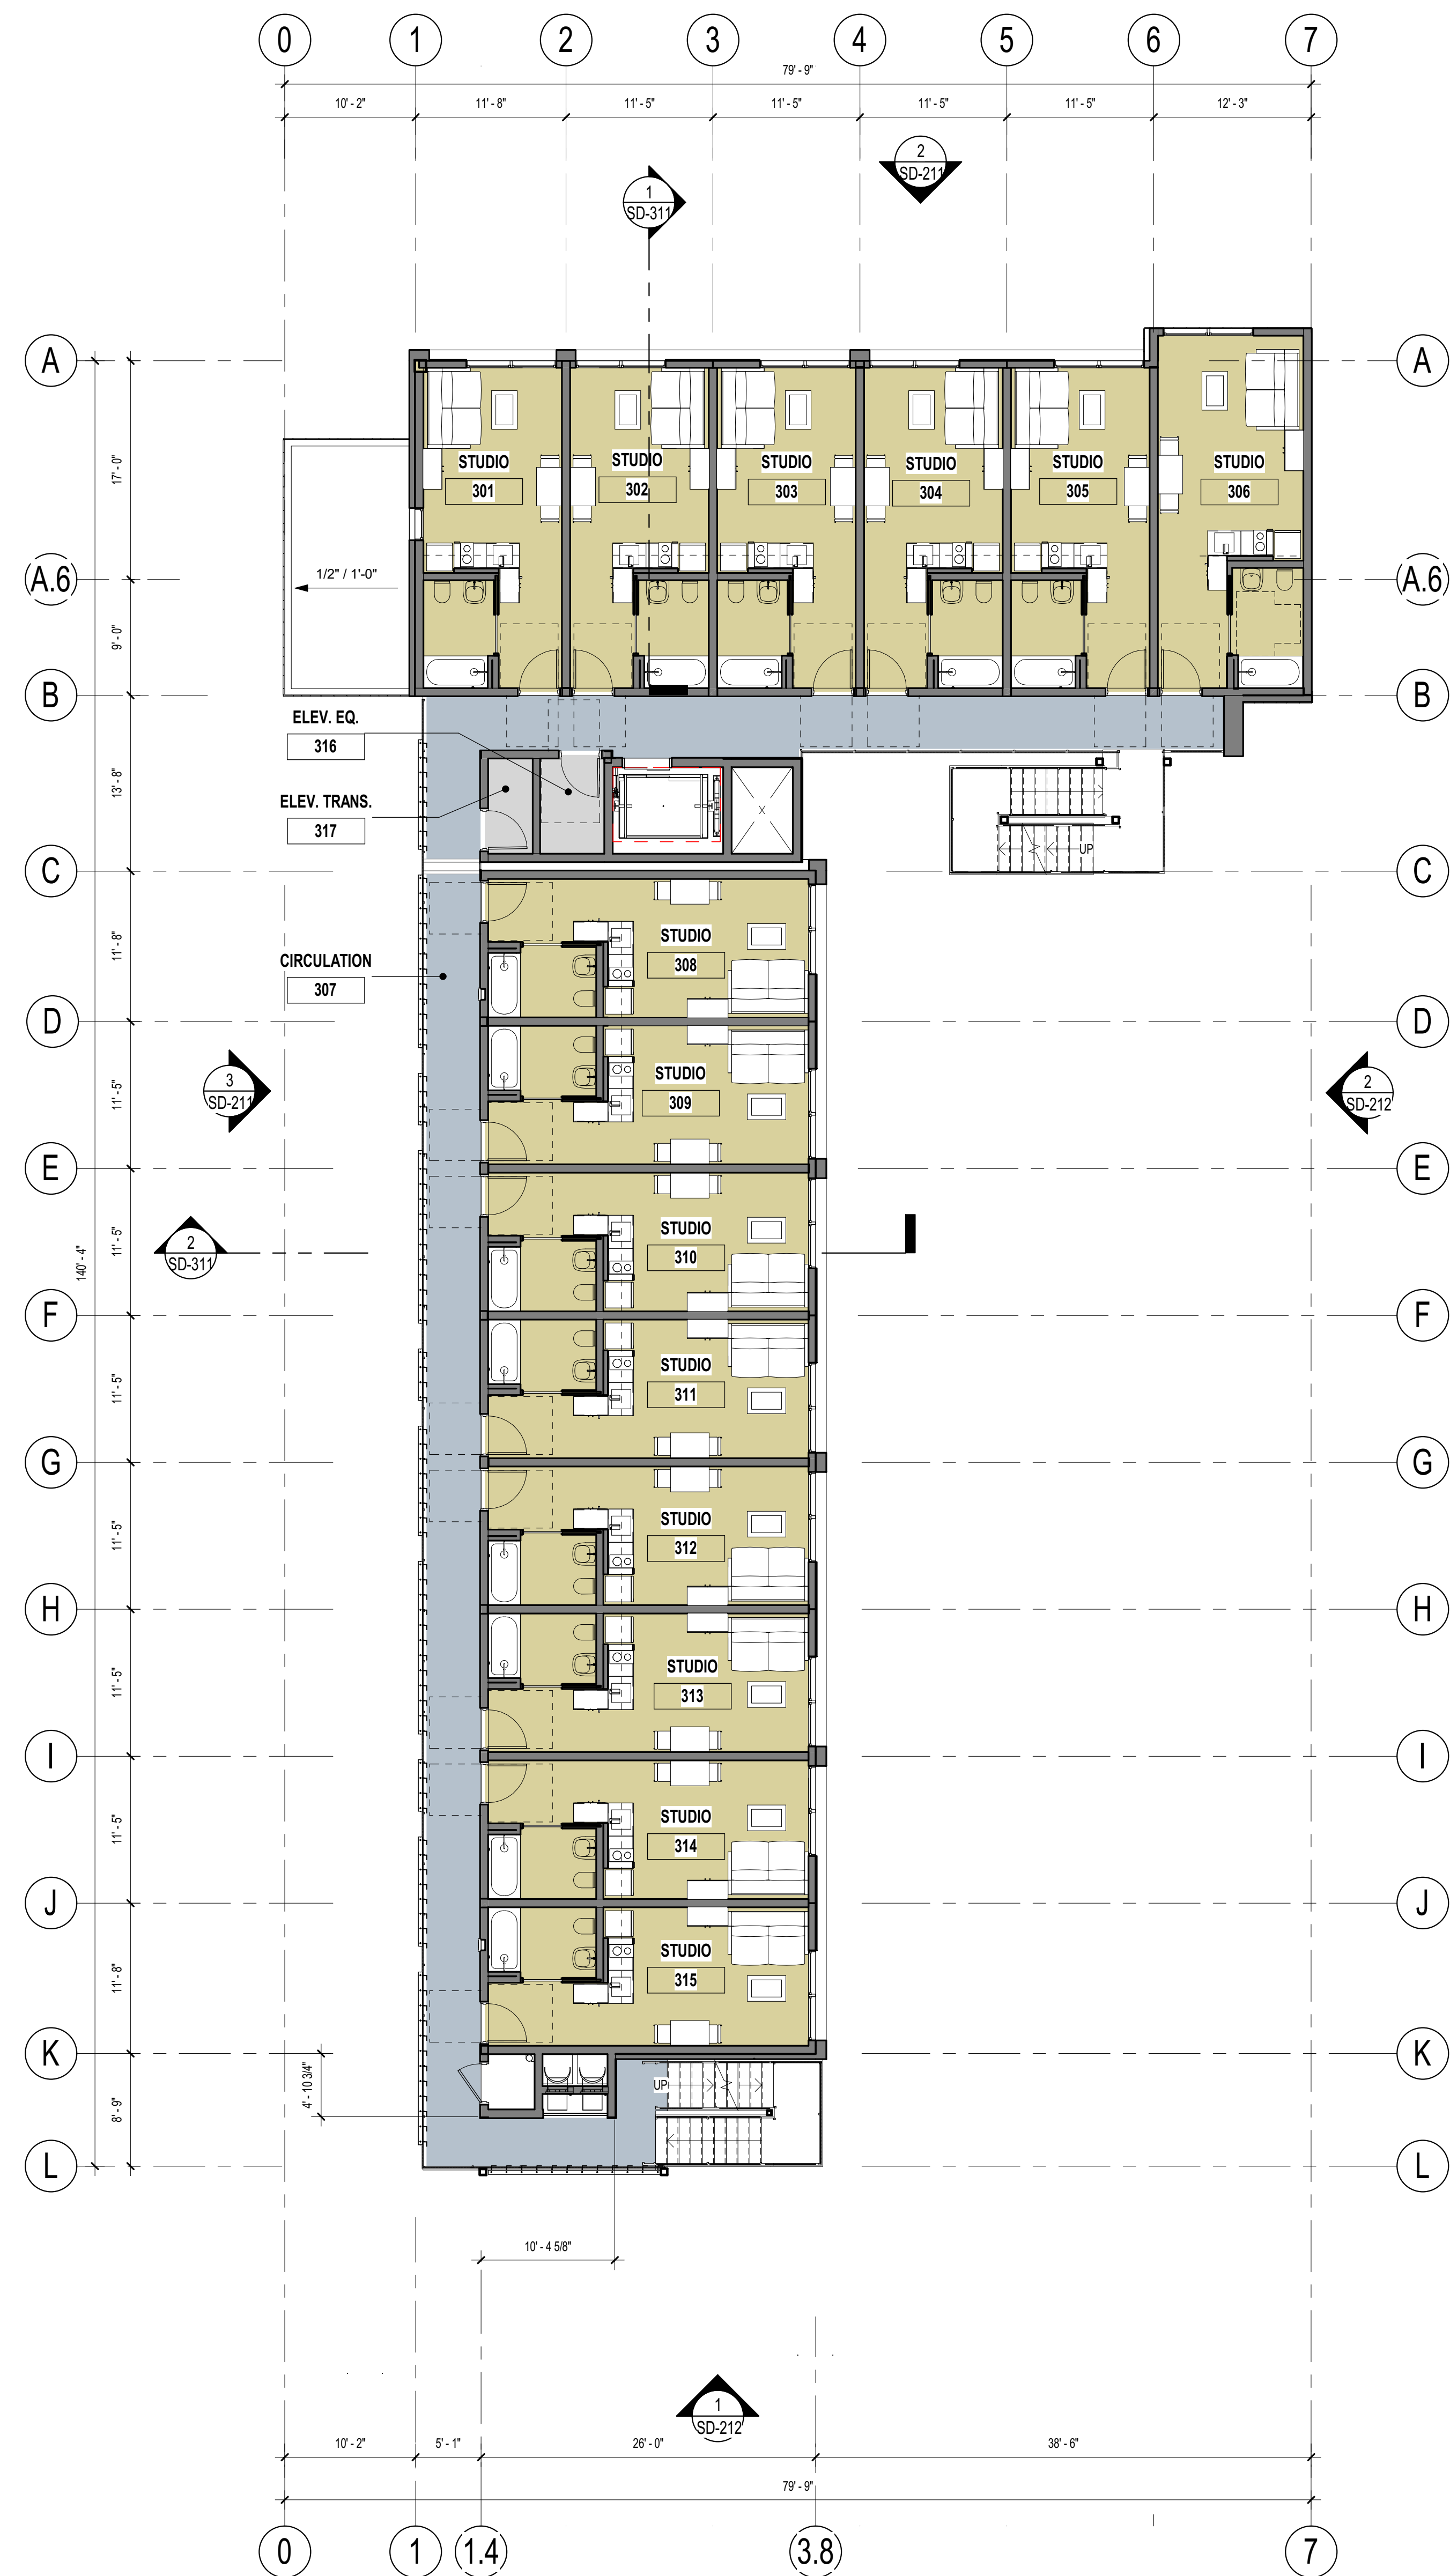 0 1 2 3 4 5 6 7
79' - 9"
10' - 2" 11' - 8" 11' - 5" 11' - 5" 11' - 5" 11' - 5" 12' - 3"
2
SD-211
1
SD-311
A A
17' - 0"
STUDIO STUDIO STUDIO STUDIO STUDIO STUDIO
301 302 303 304 305 306
1/2" / 1'-0"
A.6 A.6
9' - 0"
B B
ELEV. EQ.
316
13' - 8"
ELEV. TRANS.
317
UP
C C
11' - 8"
STUDIO
308
CIRCULATION
307
D D
3
SD-211
11' - 5"
STUDIO
309
2
SD-212
E E
140' - 4"
11' - 5"
STUDIO
310
2
SD-311
F F
11' - 5"
STUDIO
311
G G
11' - 5"
STUDIO
312
H H
11' - 5"
STUDIO
313
I I
11' - 5"
STUDIO
314
J J
11' - 8"
STUDIO
315
K K
4' - 10 3/4"
UP
8' - 9"
L L
10' - 4 5/8"
1
SD-212
10' - 2" 5' - 1" 26' - 0" 38' - 6"
79' - 9"
0 1 1.4 3.8 7